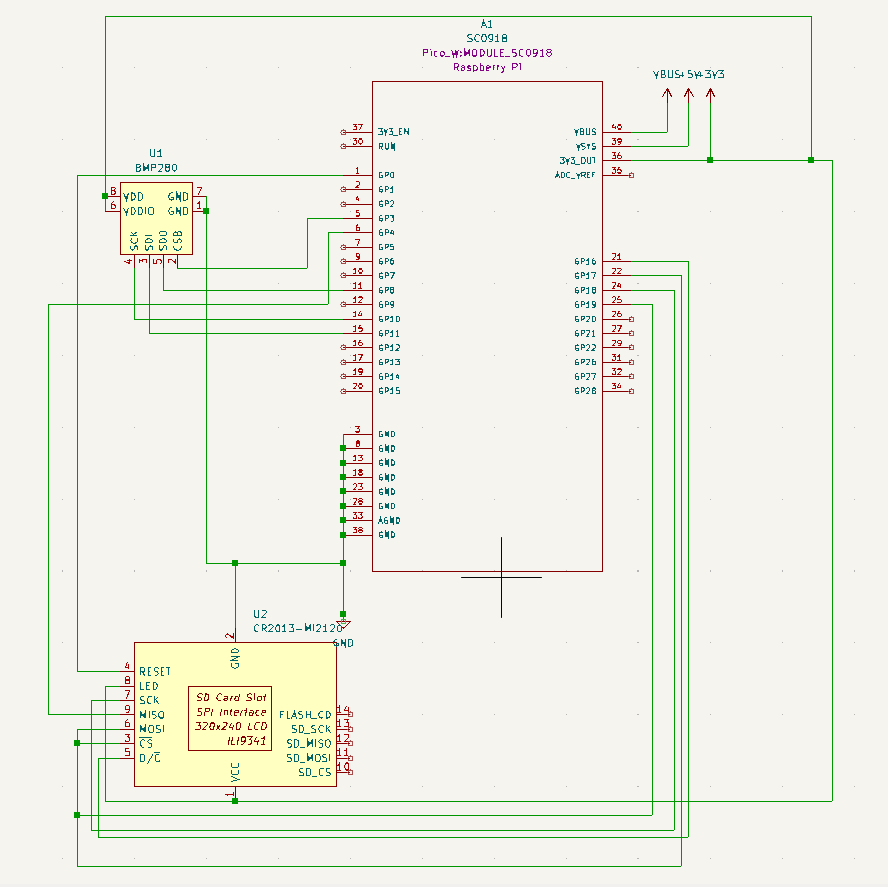 A1
SC0918
Pico_W:MODULE_SC0918
Raspberry Pi
VBUS+5V+3V3
37 3V3_EN
30 RUN
1 GP0
2 GP1
4 GP2
5 GP3
6 GP4
7 GP5
9 GP6
10 GP7
11 GP8
12 GP9
14 GP10
15 GP11
16 GP12
17 GP13
19 GP14
20 GP15
3 GND
8 GND
13 GND
18 GND
23 GND
28 GND
33 AGND
38 GND
VBUS 40
VSYS 39
3V3_OUT 36
ADC_VREF 35
GP16 21
GP17 22
GP18 24
GP19 25
GP20 26
GP21 27
GP22 29
GP26 31
GP27 32
GP28 34
U1
BMP280
8 VDD GND 7
6 VDDIO GND 1
SCK SDI SDO CSB
4 3 5 2
U2
CR2013-MI2120
GND
2
GND
4 RESET
8 LED
7 SCK
9 MISO
6 MOSI
3 CS
5 D/C
SD Card Slot
SPI Interface
320x240 LCD
ILI9341
FLASH_CD 14
SD_SCK 13
SD_MISO 12
SD_MOSI 11
SD_CS 10
VCC
1